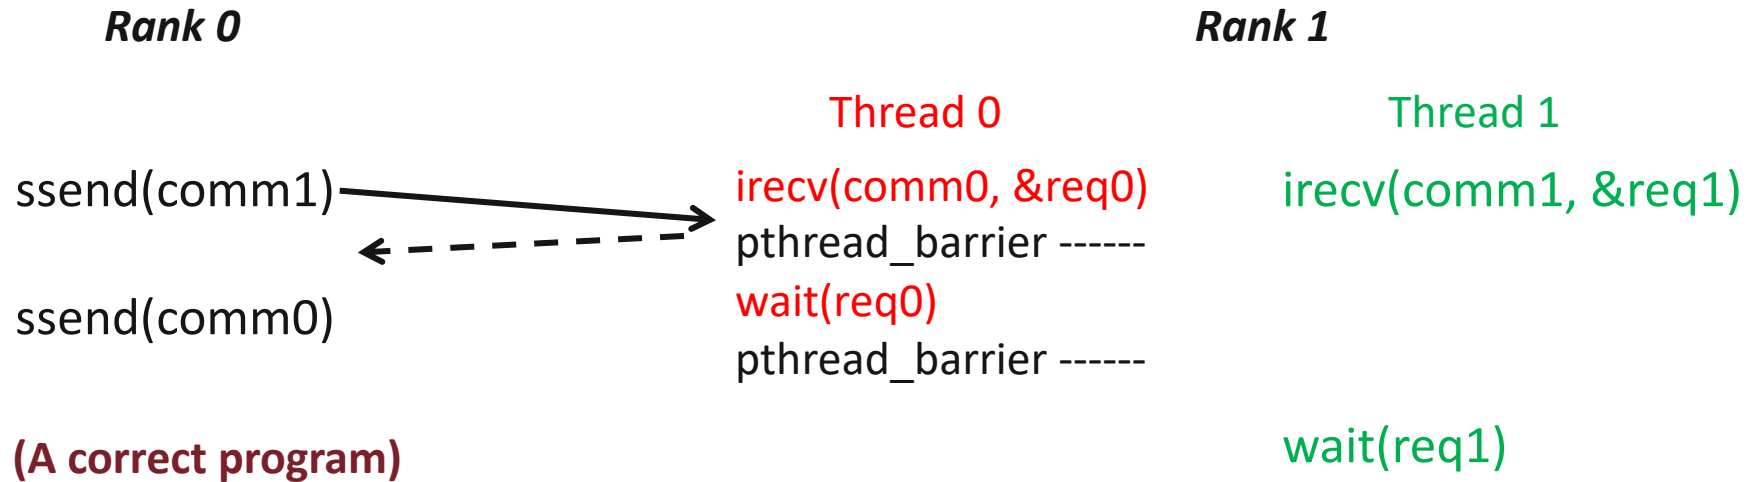 Rank 0
Rank 1
Thread 0
Thread 1
ssend(comm1)
irecv(comm0, &req0)
irecv(comm1, &req1)
pthread_barrier ------
wait(req0)
ssend(comm0)
pthread_barrier ------
(A correct program)
wait(req1)